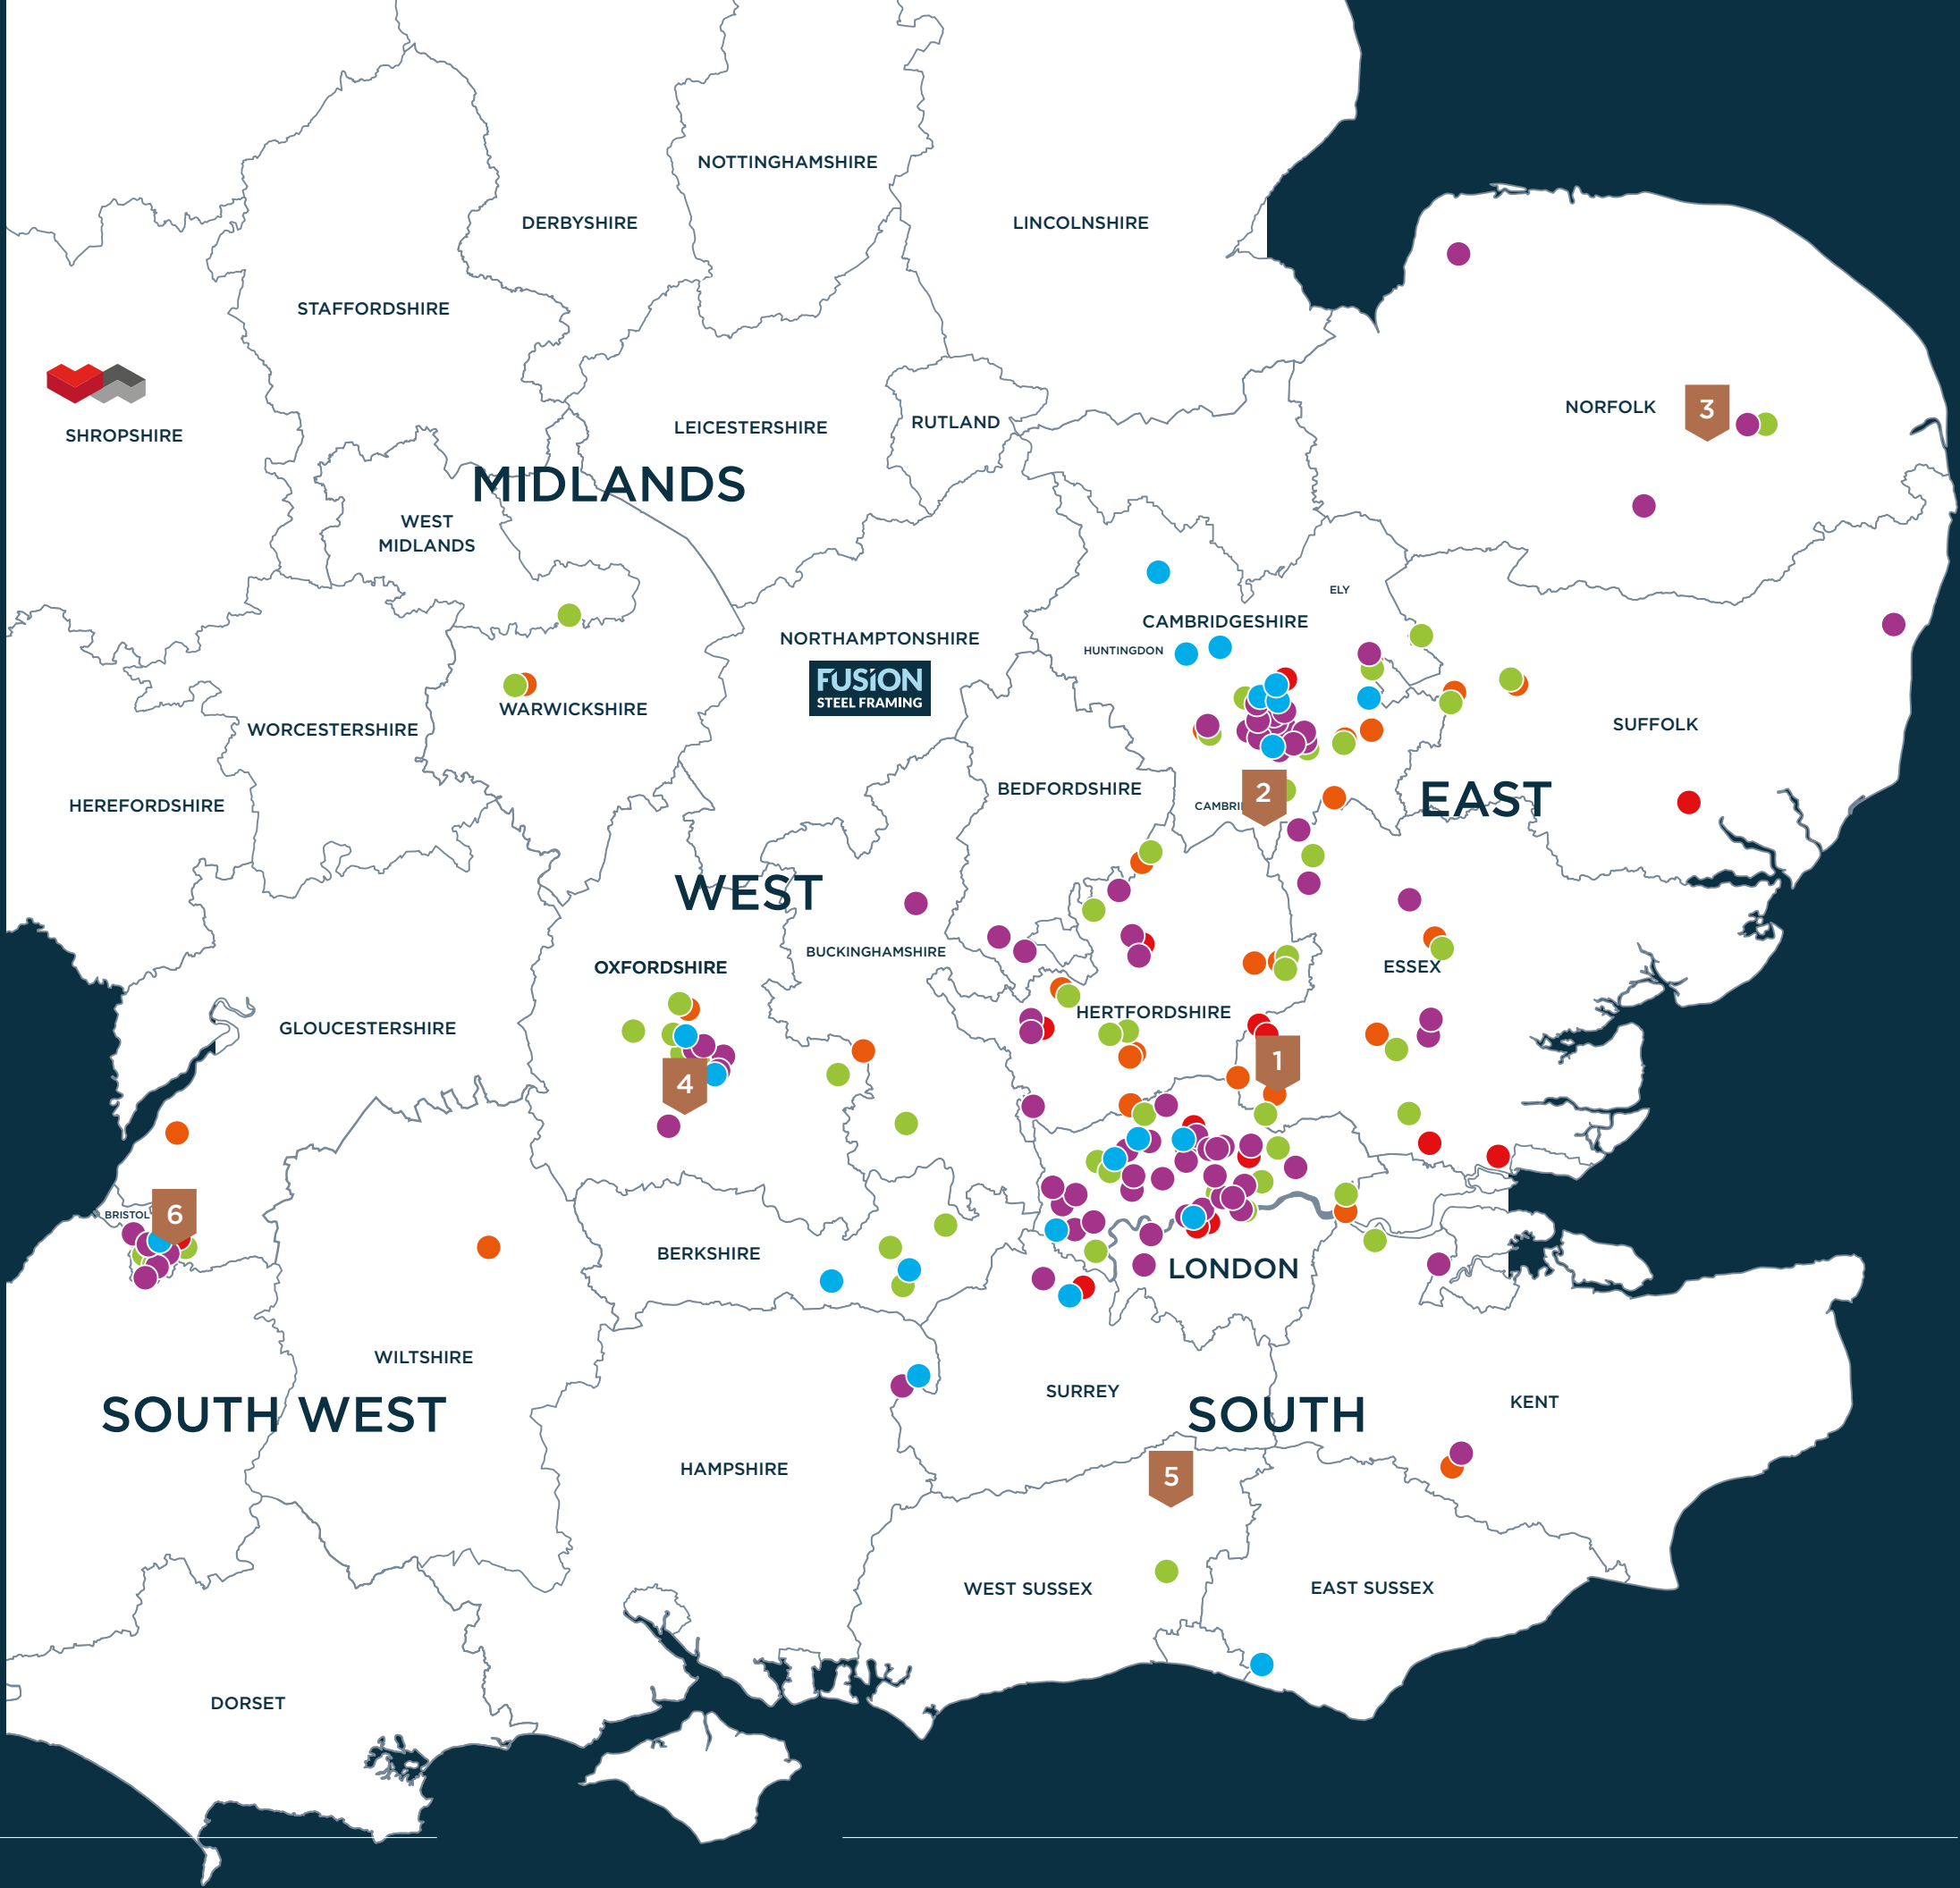 NOTTINGHAMSHIRE
DERBYSHIRE
LINCOLNSHIRE
STAFFORDSHIRE
NORFOLK
3
SHROPSHIRE
LEICESTERSHIRE
RUTLAND
MIDLANDS
WEST
MIDLANDS
ELY
CAMBRIDGESHIRE
NORTHAMPTONSHIRE
HUNTINGDON
FUSION
STEEL FRAMING
WARWICKSHIRE
WORCESTERSHIRE
SUFFOLK
BEDFORDSHIRE
2
EAST
HEREFORDSHIRE
CAMBRI
WEST
BUCKINGHAMSHIRE
OXFORDSHIRE
ESSEX
HERTFORDSHIRE
GLOUCESTERSHIRE
1
4
BRISTOL
6
BERKSHIRE
LONDON
WILTSHIRE
SURREY
KENT
SOUTH WEST
SOUTH
HAMPSHIRE
5
WEST SUSSEX
EAST SUSSEX
DORSET